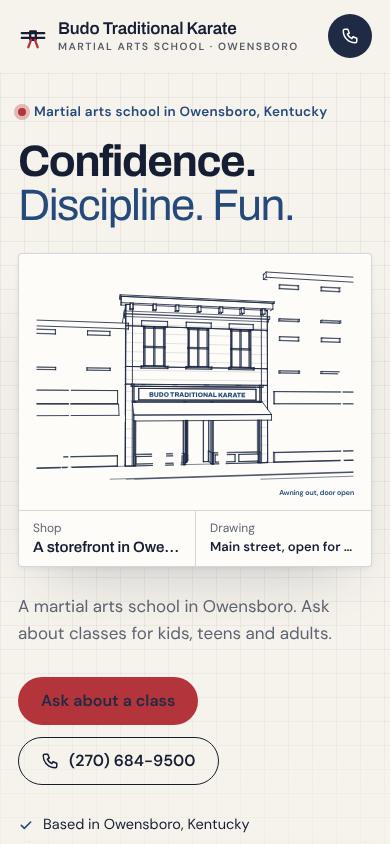 Budo Traditional Karate
MARTIAL ARTS SCHOOL · OWENSBORO
Martial arts school in Owensboro, Kentucky
Confidence.
Discipline. Fun.
BUDO TRADITIONAL KARATE
Awning out, door open
Shop
A storefront in Owe...
Drawing
Main street, open for ...
A martial arts school in Owensboro. Ask
about classes for kids, teens and adults.
Ask about a class
(270) 684-9500
Based in Owensboro, Kentucky